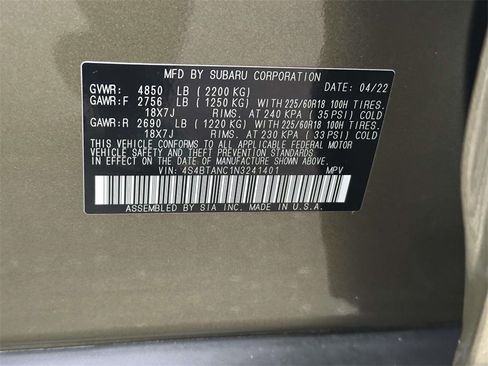 MFD BY SUBARU CORPORATION DATE: 04/22
GVWR: 4850 LB ( 2200 KG)
GAWR:F 2756 LB ( 1250 KG) WITH 225/60R18 100H TIRES.
18X7J RIMS. AT 240 KPA ( 35 PSI) COLD
GAWR:R 2690 LB ( 1220 KG) WITH 225/60R18 100H TIRES.
18X7J RIMS. AT 230 KPA ( 33 PSI) COLD
THIS VEHICLE CONFORMS TO ALL APPLICABLE FEDERAL MOTOR
VEHICLE SAFETY AND THEFT PREVENTION STANDARDS IN
EFFECT ON THE DATE OF MANUFACTURE SHOWN ABOVE.
VIN: 4S4BTANC1N3241401 MPV
ASSEMBLED BY SIA INC. MADE IN U.S.A.